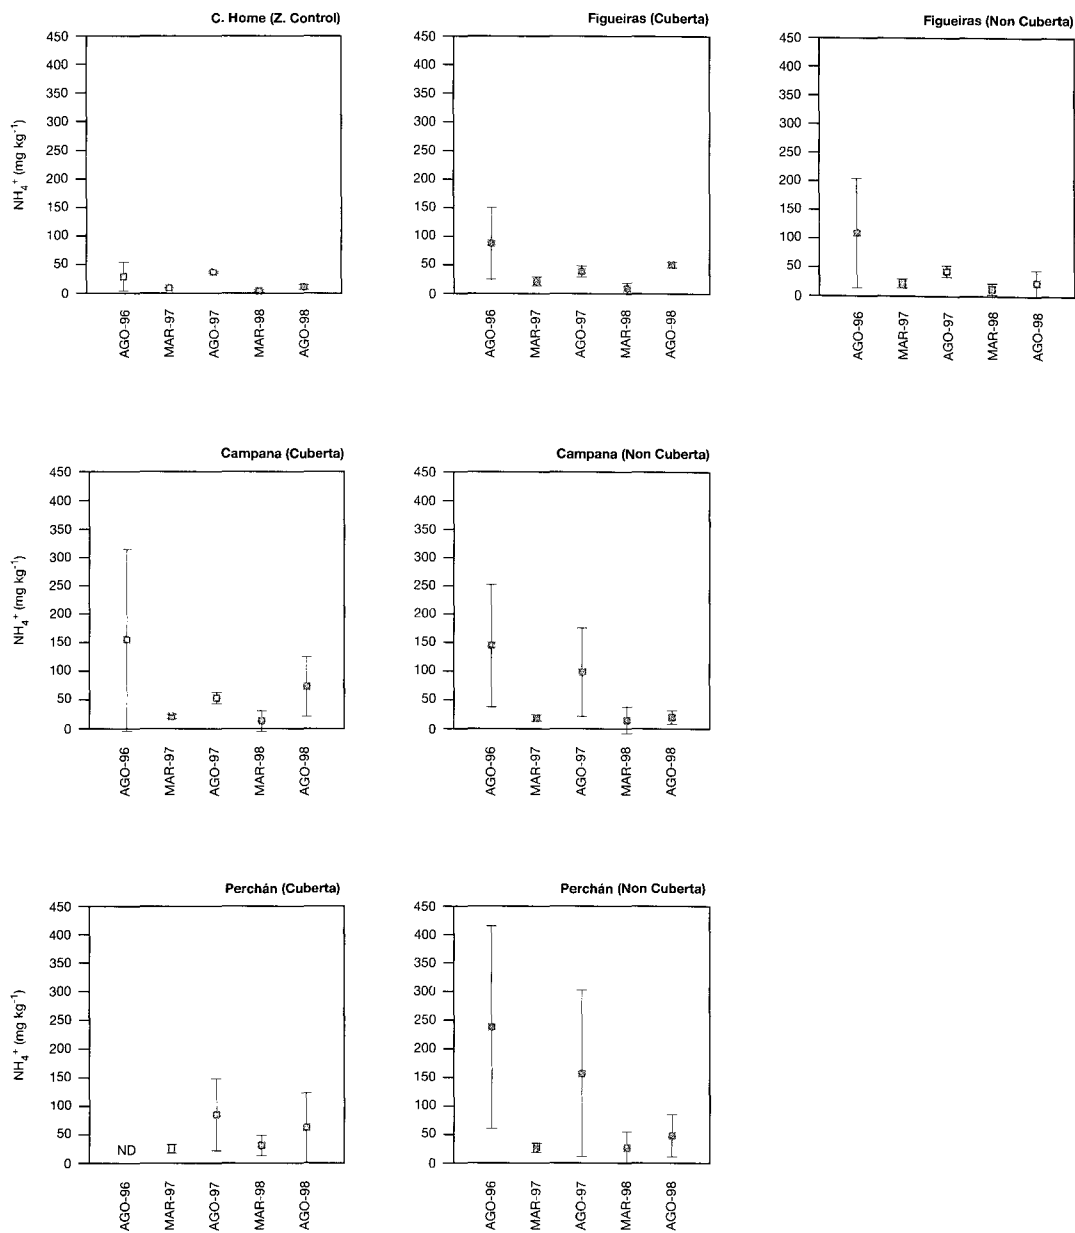 C. Home (Z. Control)
450
400
350
300
250
200
150
100
50
0
NH4+ (mg kg-1)
AGO-96
MAR-97
AGO-97
MAR-98
AGO-98
Figueiras (Cuberta)
450
400
350
300
250
200
150
100
50
0
AGO-96
MAR-97
AGO-97
MAR-98
AGO-98
Figueiras (Non Cuberta)
450
400
350
300
250
200
150
100
50
0
AGO-96
MAR-97
AGO-97
MAR-98
AGO-98
Campana (Cuberta)
450
400
350
300
250
200
150
100
50
0
NH4+ (mg kg-1)
AGO-96
MAR-97
AGO-97
MAR-98
AGO-98
Campana (Non Cuberta)
450
400
350
300
250
200
150
100
50
0
AGO-96
MAR-97
AGO-97
MAR-98
AGO-98
Perchán (Cuberta)
450
400
350
300
250
200
150
100
50
0
NH4+ (mg kg-1)
ND
AGO-96
MAR-97
AGO-97
MAR-98
AGO-98
Perchán (Non Cuberta)
450
400
350
300
250
200
150
100
50
0
AGO-96
MAR-97
AGO-97
MAR-98
AGO-98